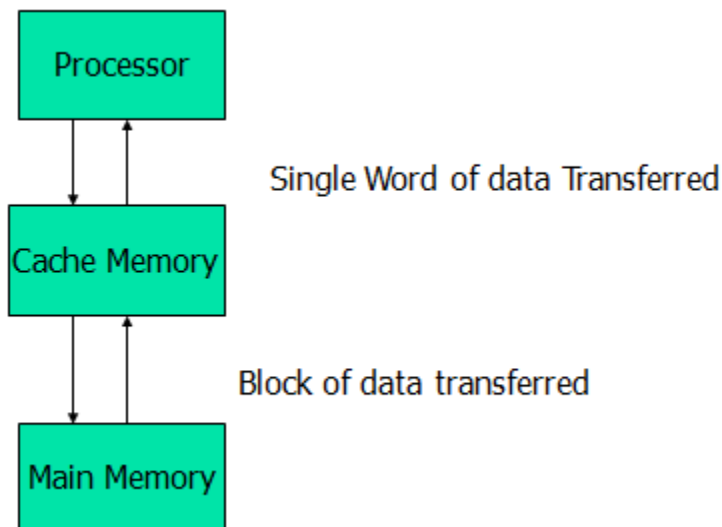 Processor
Single Word of data Transferred
Cache Memory
Block of data transferred
Main Memory